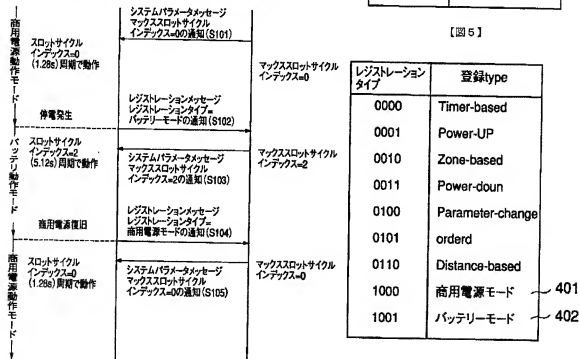 商用電源動作モード
スロットサイクル
インデックス=0
(1.28s)周期で動作
システムパラメータメッセージ
マックススロットサイクル
インデックス=0の通知(S101)
マックススロットサイクル
インデックス=0
停電発生
レジストレーションメッセージ
レジストレーションタイプ=
バッテリーモードの通知(S102)
バッテリ動作モード
スロットサイクル
インデックス=2
(5.12s)周期で動作
システムパラメータメッセージ
マックススロットサイクル
インデックス=2の通知(S103)
マックススロットサイクル
インデックス=2
商用電源復旧
レジストレーションメッセージ
レジストレーションタイプ=
商用電源モードの通知(S104)
商用電源動作モード
スロットサイクル
インデックス=0
(1.28s)周期で動作
システムパラメータメッセージ
マックススロットサイクル
インデックス=0の通知(S105)
マックススロットサイクル
インデックス=0
【図5】
レジストレーション
タイプ
登録type
0000 Timer-based
0001 Power-UP
0010 Zone-based
0011 Power-doun
0100 Parameter-change
0101 orderd
0110 Distance-based
1000 商用電源モード 401
1001 バッテリーモード 402